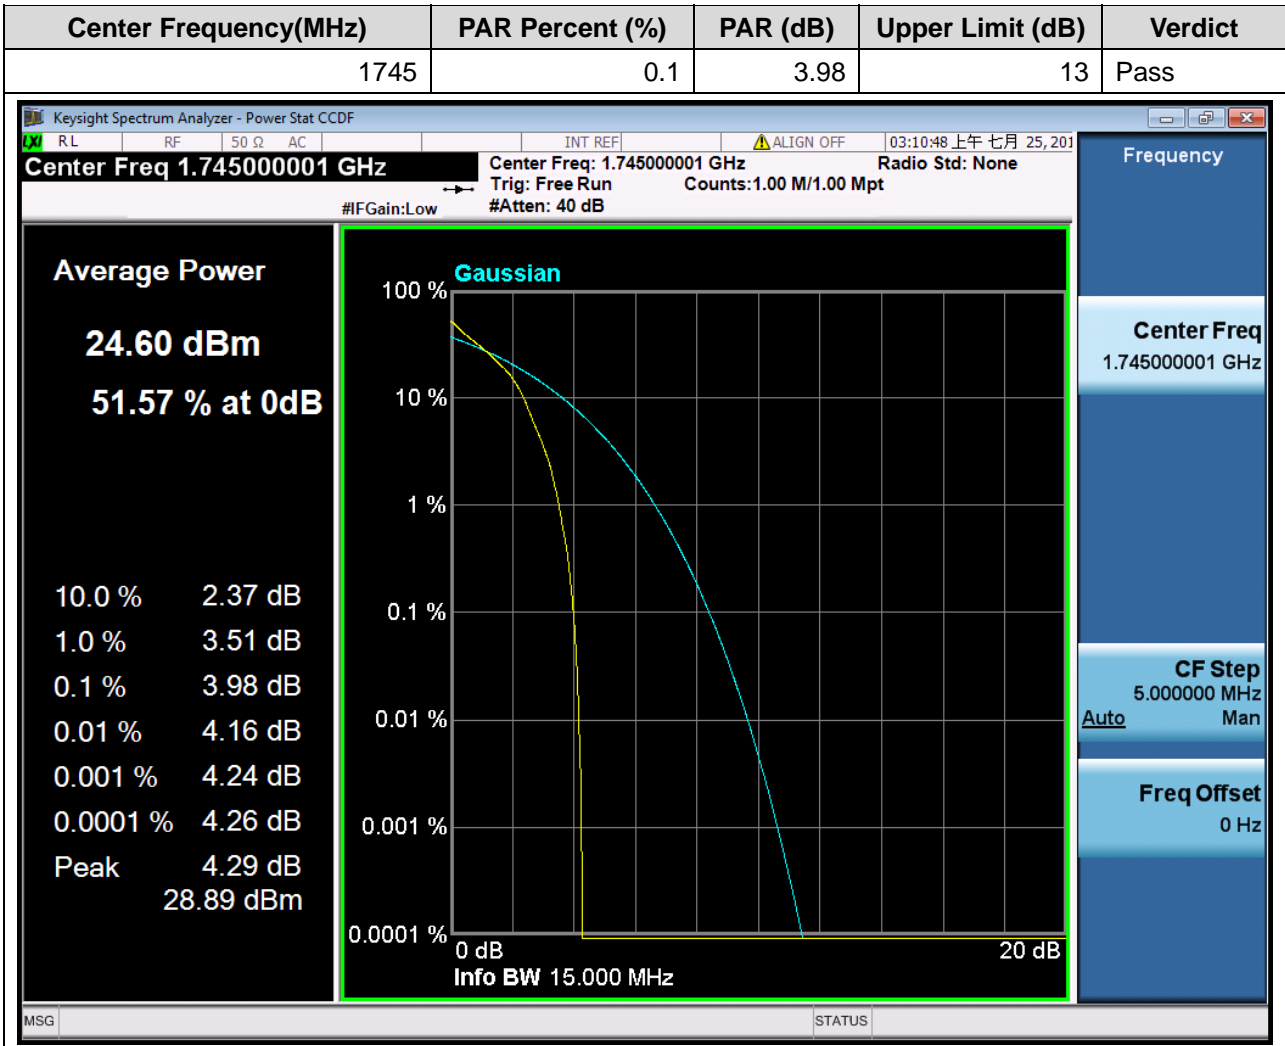 Center Frequency(MHz) PAR Percent (%) PAR (dB) Upper Limit (dB) Verdict
1745 0.1 3.98 13 Pass
Keysight Spectrum Analyzer - Power Stat CCDF
LXI RL RF 50 Ω AC INT REF ALIGN OFF 03:10:48 上午 七月 25, 201
Center Freq 1.745000001 GHz
#IFGain:Low
Center Freq: 1.745000001 GHz Radio Std: None
Trig: Free Run Counts:1.00 M/1.00 Mpt
#Atten: 40 dB
Average Power
24.60 dBm
51.57 % at 0dB
10.0 % 2.37 dB
1.0 % 3.51 dB
0.1 % 3.98 dB
0.01 % 4.16 dB
0.001 % 4.24 dB
0.0001 % 4.26 dB
Peak 4.29 dB
28.89 dBm
Gaussian
100 %
10 %
1 %
0.1 %
0.01 %
0.001 %
0.0001 %
0 dB 20 dB
Info BW 15.000 MHz
Frequency
Center Freq
1.745000001 GHz
CF Step
5.000000 MHz
Auto Man
Freq Offset
0 Hz
MSG STATUS